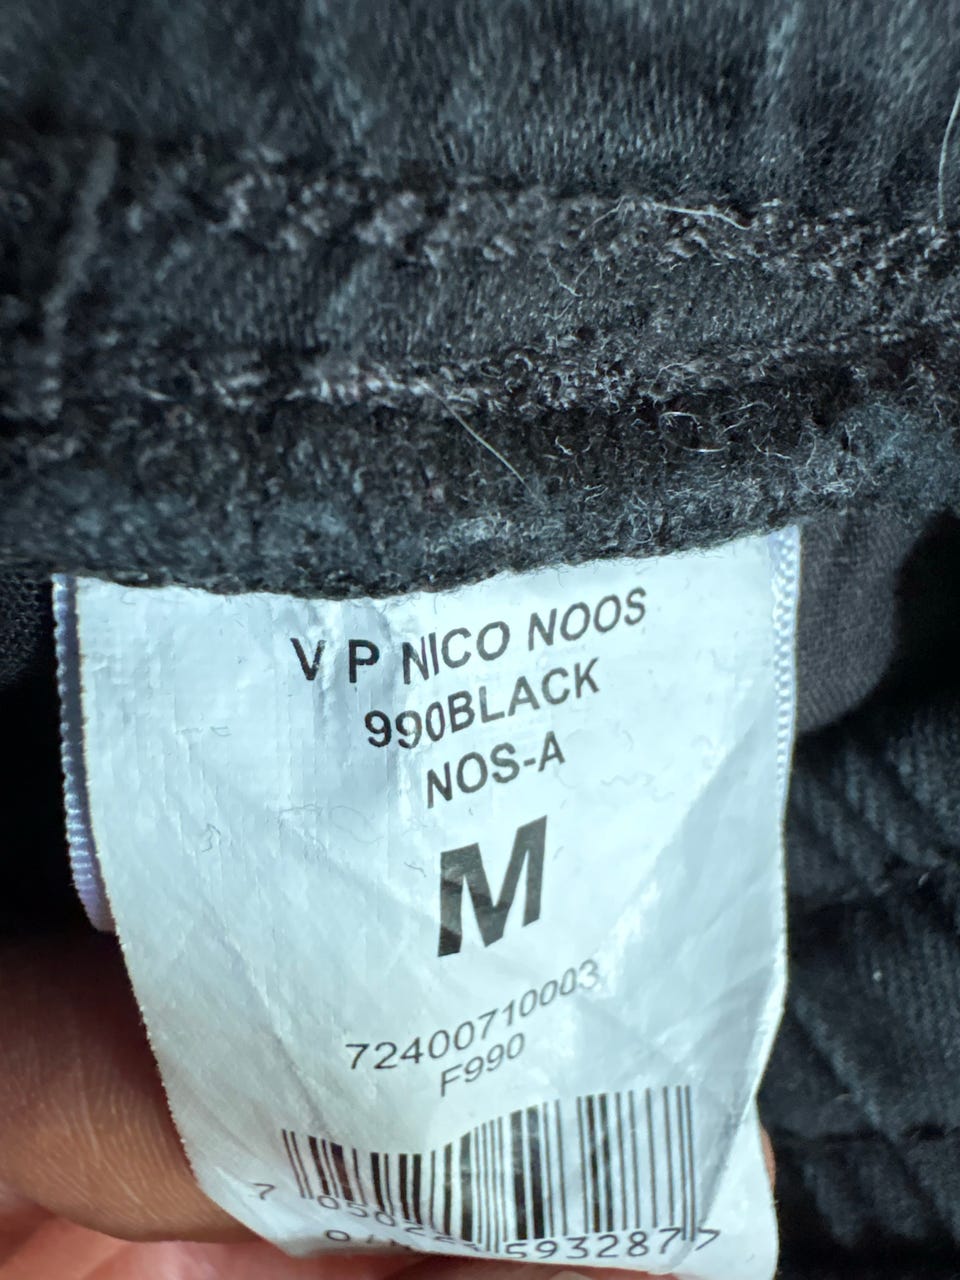 V P NICO NOOS
990BLACK
NOS-A
M
72400710003
F990